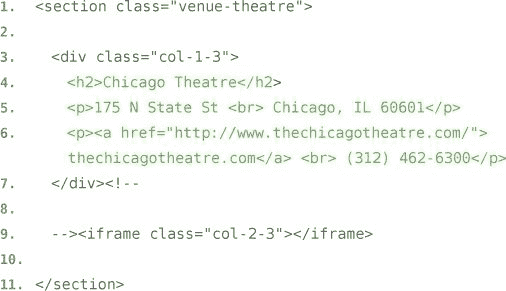 1. <section class="venue-theatre">
2.
3. <div class="col-1-3">
4. <h2>Chicago Theatre</h2>
5. <p>175 N State St <br> Chicago, IL 60601</p>
6. <p><a href="http://www.thechicagotheatre.com/">
thechicagotheatre.com</a> <br> (312) 462-6300</p>
7. </div><!--
8.
9. --><iframe class="col-2-3"></iframe>
10.
11. </section>